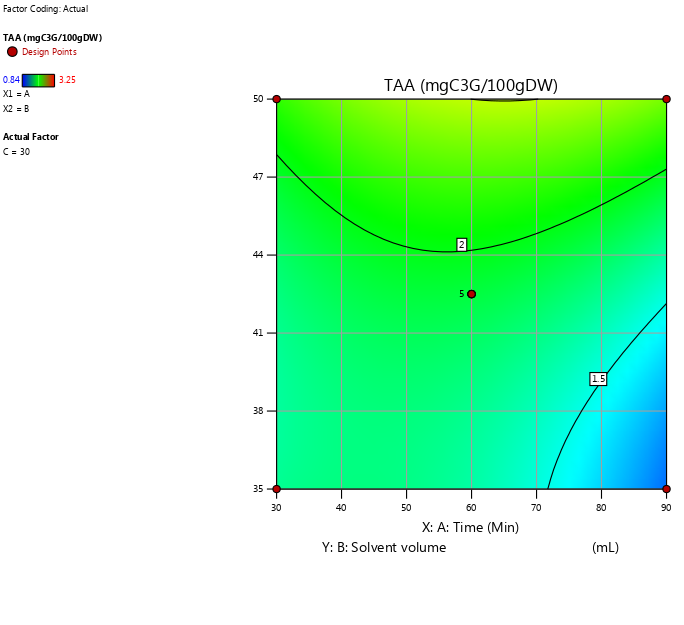 Factor Coding: Actual
TAA (mgC3G/100gDW)
Design Points
0.84 3.25
X1 = A
X2 = B
Actual Factor
C = 30
TAA (mgC3G/100gDW)
50
47
44
41
38
35
2
5
1.5
30 40 50 60 70 80 90
X: A: Time (Min)
Y: B: Solvent volume (mL)